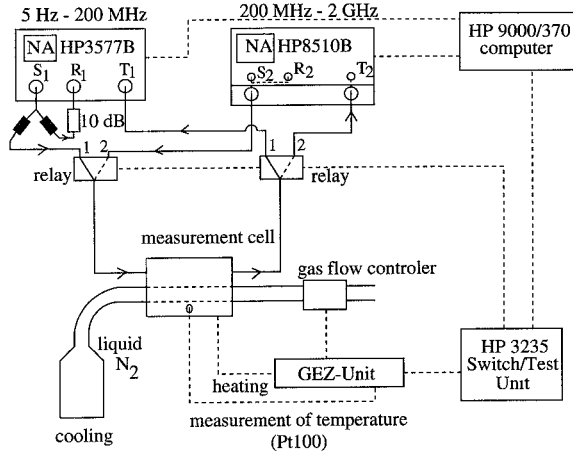 5 Hz - 200 MHz
200 MHz - 2 GHz
NA HP3577B
S1 R1 T1
NA HP8510B
S2 R2 T2
HP 9000/370
computer
10 dB
1 2
1 2
relay
relay
measurement cell
gas flow controler
liquid
N2
heating
GEZ-Unit
HP 3235
Switch/Test
Unit
cooling
measurement of temperature
(Pt100)